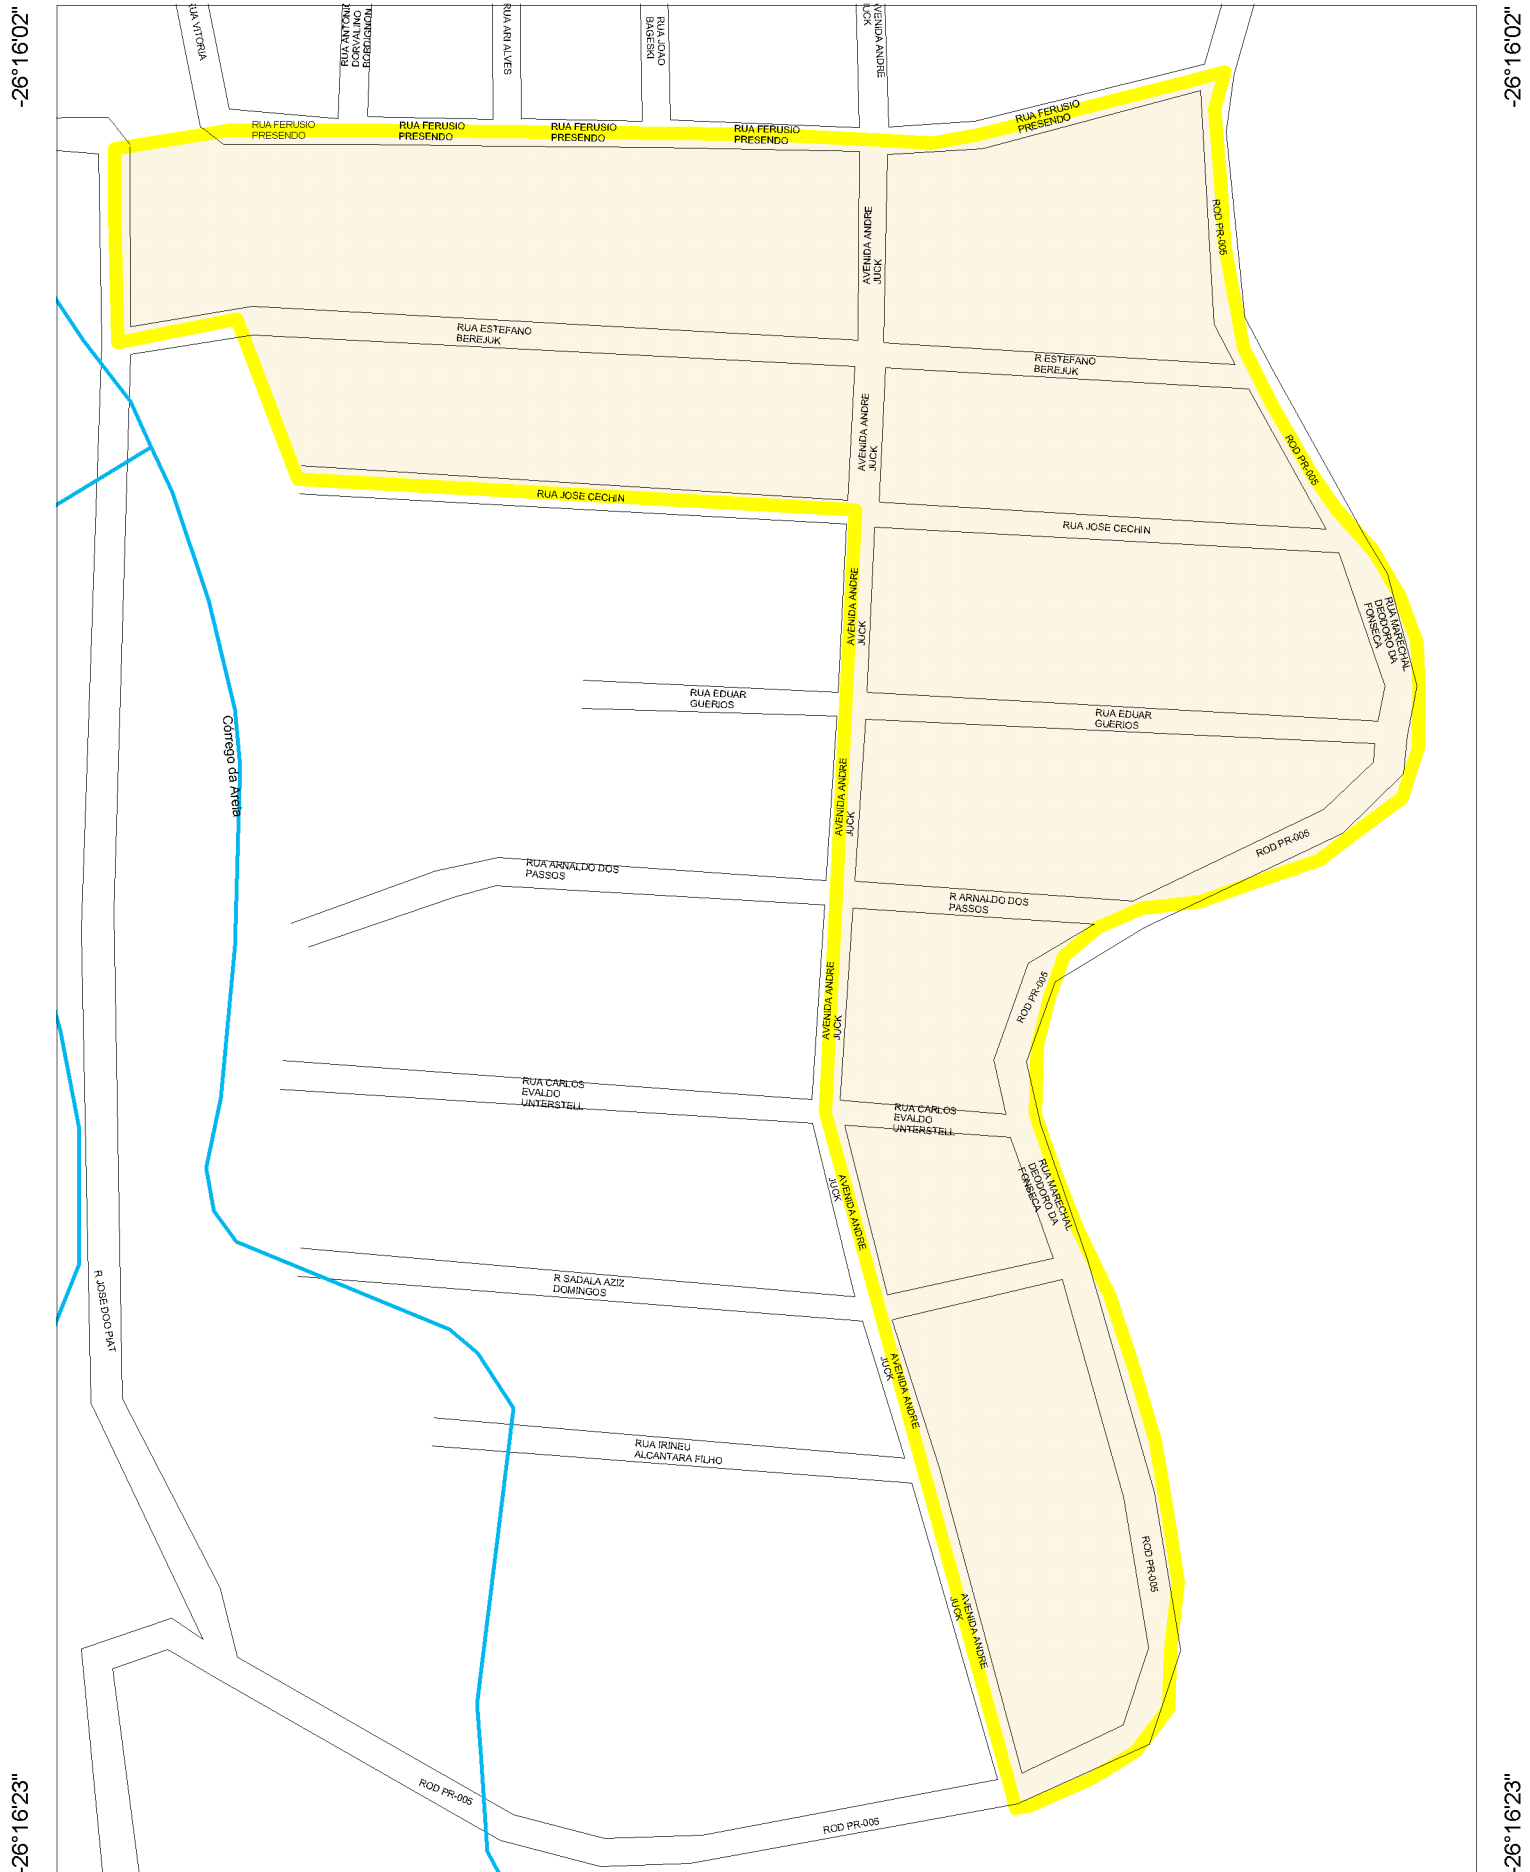 -26°16'02"
-26°16'02"
RUA VITORIA
RUA ANTONI
DORVALINO
BORDIGNON
RUA ARI ALVES
RUA JOAO
BAGESKI
AVENIDA ANDRE
JUCK
RUA FERUSIO
PRESENDO
RUA FERUSIO
PRESENDO
RUA FERUSIO
PRESENDO
RUA FERUSIO
PRESENDO
RUA FERUSIO
PRESENDO
AVENIDA ANDRE
JUCK
ROD PR-005
RUA ESTEFANO
BEREJUK
R ESTEFANO
BEREJUK
AVENIDA ANDRE
JUCK
ROD PR-005
RUA JOSE CECHIN
RUA JOSE CECHIN
AVENIDA ANDRE
JUCK
RUA MARECHAL
DEODORO DA
FONSECA
RUA EDUAR
GUERIOS
RUA EDUAR
GUERIOS
Córrego da Areia
AVENIDA ANDRE
JUCK
ROD PR-005
RUA ARNALDO DOS
PASSOS
R ARNALDO DOS
PASSOS
AVENIDA ANDRE
JUCK
ROD PR-005
RUA CARLOS
EVALDO
UNTERSTELL
RUA CARLOS
EVALDO
UNTERSTELL
AVENIDA ANDRE
JUCK
RUA MARECHAL
DEODORO DA
FONSECA
R JOSE DOO PIAT
R SADALA AZIZ
DOMINGOS
AVENIDA ANDRE
JUCK
RUA IRINEU
ALCANTARA FILHO
ROD PR-005
AVENIDA ANDRE
JUCK
ROD PR-005
ROD PR-005
-26°16'23"
-26°16'23"